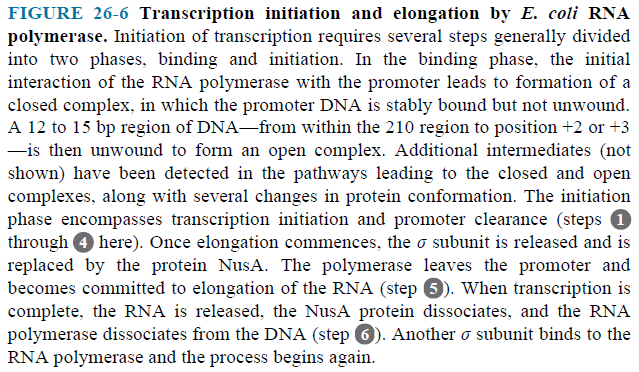 FIGURE 26-6 Transcription initiation and elongation by E. coli RNA
polymerase. Initiation of transcription requires several steps generally divided
into two phases, binding and initiation. In the binding phase, the initial
interaction of the RNA polymerase with the promoter leads to formation of a
closed complex, in which the promoter DNA is stably bound but not unwound.
A 12 to 15 bp region of DNA—from within the 210 region to position +2 or +3
—is then unwound to form an open complex. Additional intermediates (not
shown) have been detected in the pathways leading to the closed and open
complexes, along with several changes in protein conformation. The initiation
phase encompasses transcription initiation and promoter clearance (steps ❶
through ❹ here). Once elongation commences, the σ subunit is released and is
replaced by the protein NusA. The polymerase leaves the promoter and
becomes committed to elongation of the RNA (step ❺). When transcription is
complete, the RNA is released, the NusA protein dissociates, and the RNA
polymerase dissociates from the DNA (step ❻). Another σ subunit binds to the
RNA polymerase and the process begins again.